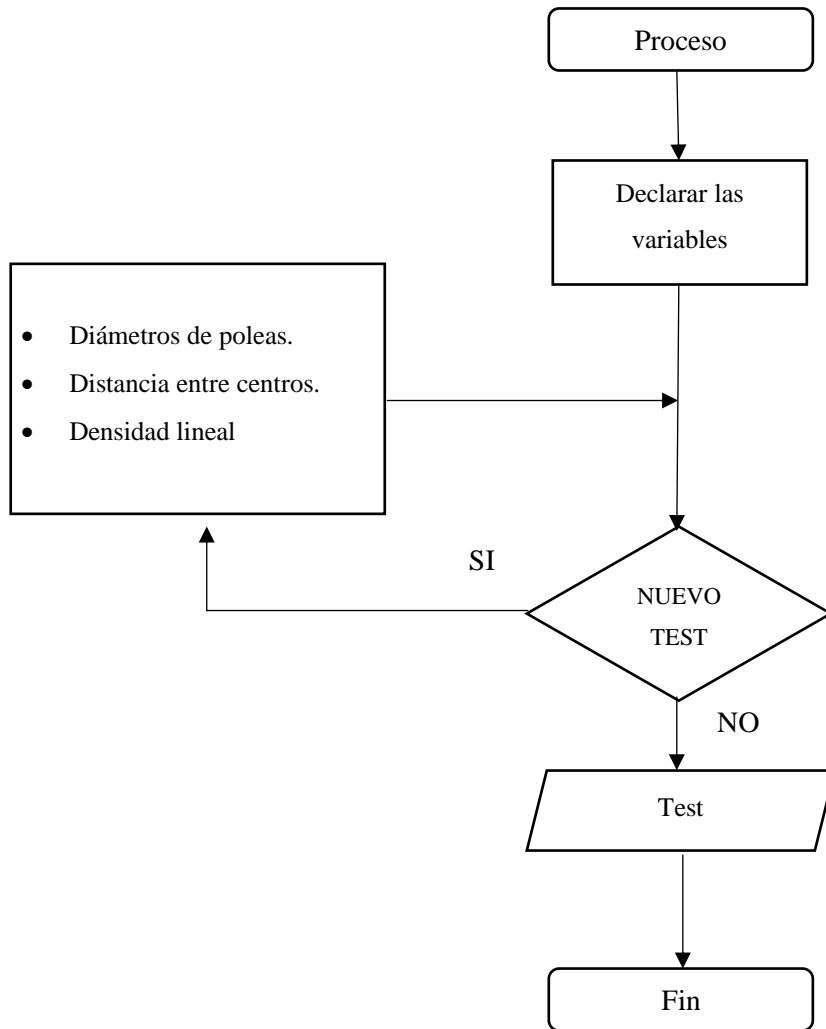 Proceso
Declarar las
variables
• Diámetros de poleas.
• Distancia entre centros.
• Densidad lineal
SI
NUEVO
TEST
NO
Test
Fin